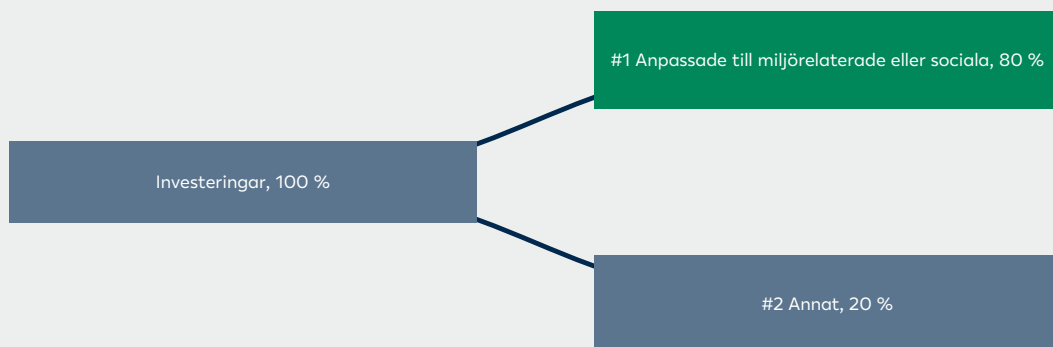 #1 Anpassade till miljörelaterade eller sociala, 80 %
Investeringar, 100 %
#2 Annat, 20 %